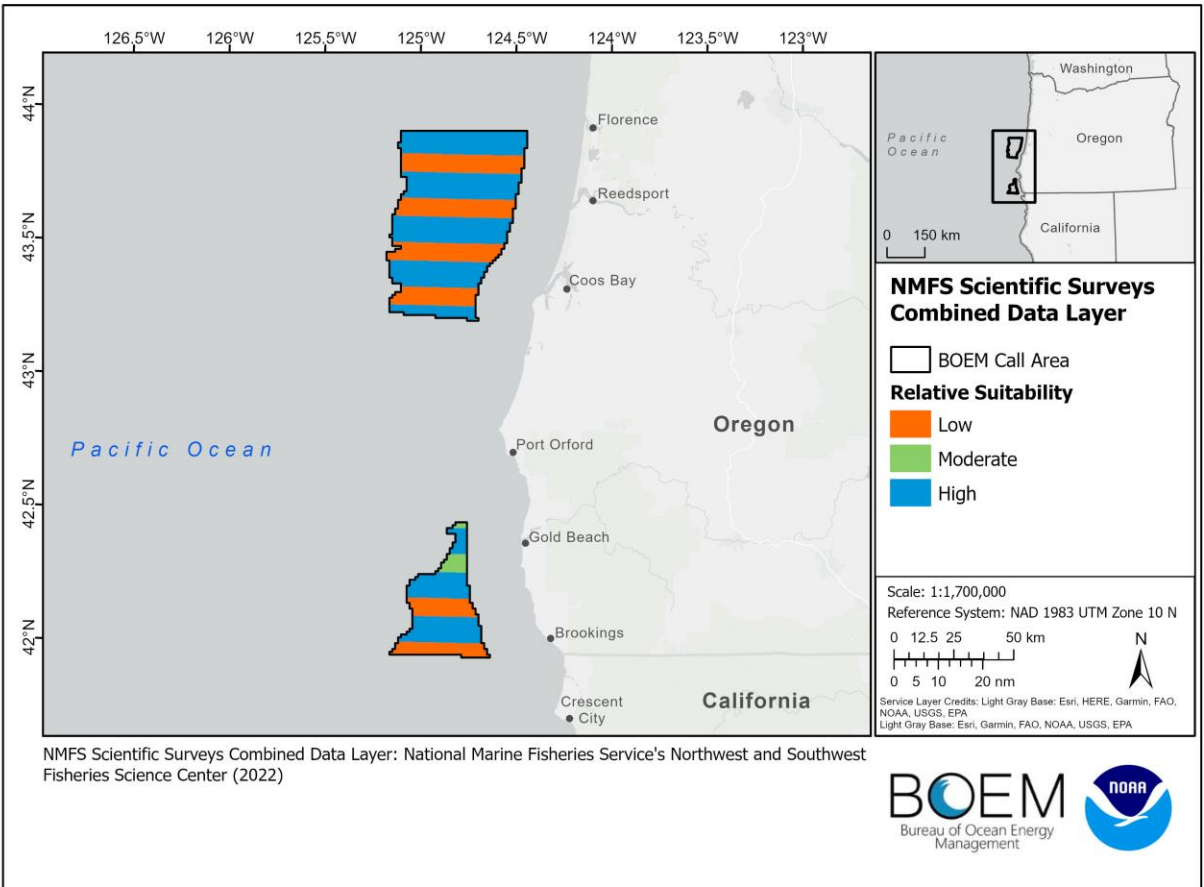 126.5°W 126°W 125.5°W 125°W 124.5°W 124°W 123.5°W 123°W
44°N
43.5°N
43°N
42.5°N
42°N
Florence
Reedsport
Coos Bay
Oregon
Pacific Ocean
Port Orford
Gold Beach
Brookings
California
Crescent
City
Washington
Pacific
Ocean
Oregon
California
0 150 km
NMFS Scientific Surveys
Combined Data Layer
BOEM Call Area
Relative Suitability
Low
Moderate
High
Scale: 1:1,700,000
Reference System: NAD 1983 UTM Zone 10 N
0 12.5 25 50 km
N
0 5 10 20 nm
Service Layer Credits: Light Gray Base: Esri, HERE, Garmin, FAO,
NOAA, USGS, EPA
Light Gray Base: Esri, Garmin, FAO, NOAA, USGS, EPA
NMFS Scientific Surveys Combined Data Layer: National Marine Fisheries Service's Northwest and Southwest
Fisheries Science Center (2022)
BOEM
Bureau of Ocean Energy
Management
NOAA